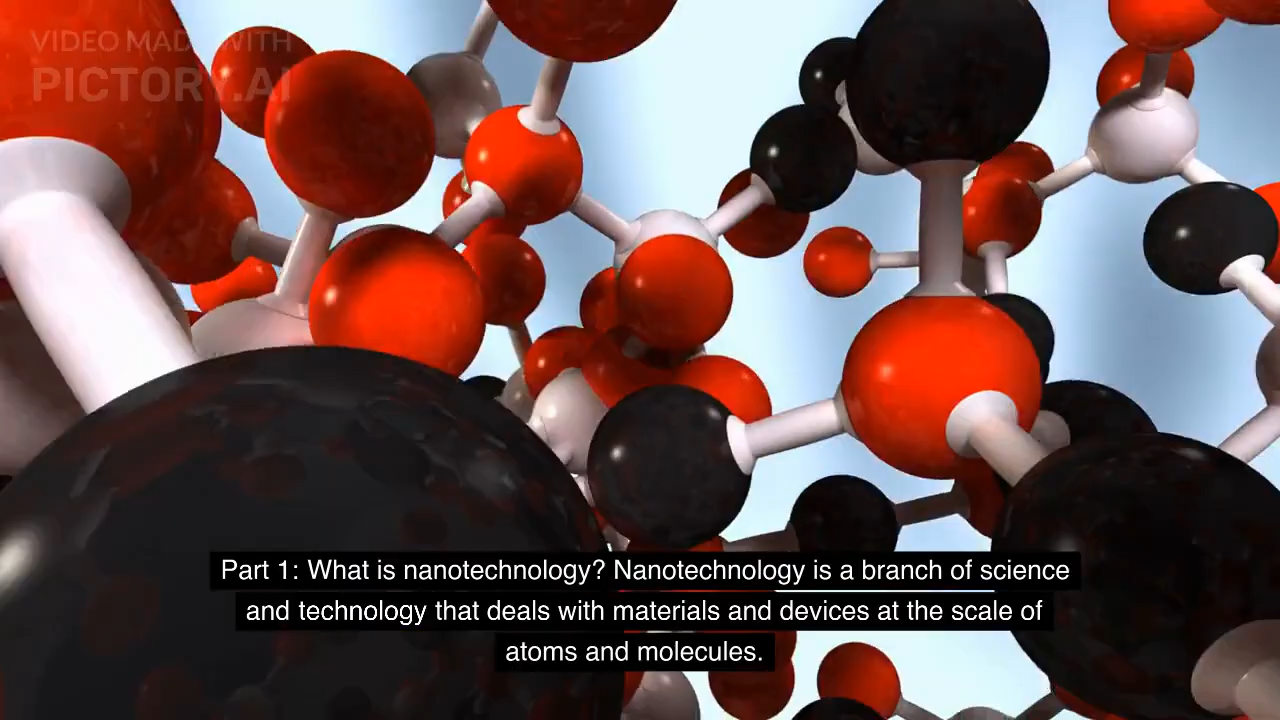 VIDEO MADE WITH
PICTORY.AI
Part 1: What is nanotechnology? Nanotechnology is a branch of science
and technology that deals with materials and devices at the scale of
atoms and molecules.